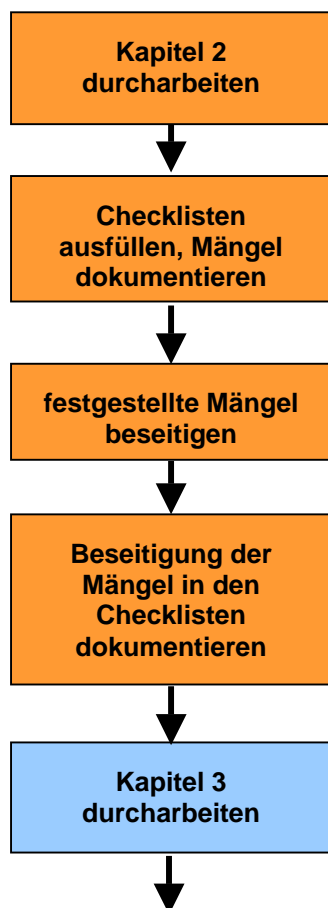 Kapitel 2
durcharbeiten
Checklisten
ausfüllen, Mängel
dokumentieren
festgestellte Mängel
beseitigen
Beseitigung der
Mängel in den
Checklisten
dokumentieren
Kapitel 3
durcharbeiten